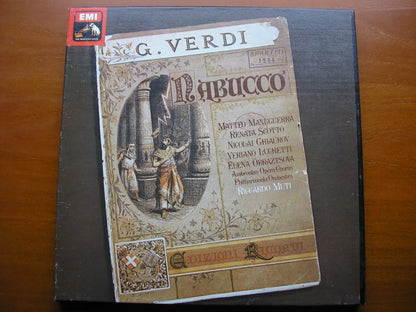 EMI
G. VERDI
NABUCCO
MATTEO MANUGUERRA
RENATA SCOTTO
NICOLAI GHIAUROV
VERIANO LUCHETTI
ELENA OBRAZTSOVA
Ambrosian Opera Chorus
Philharmonia Orchestra
RICCARDO MUTI
EDIZIONI RICORDI